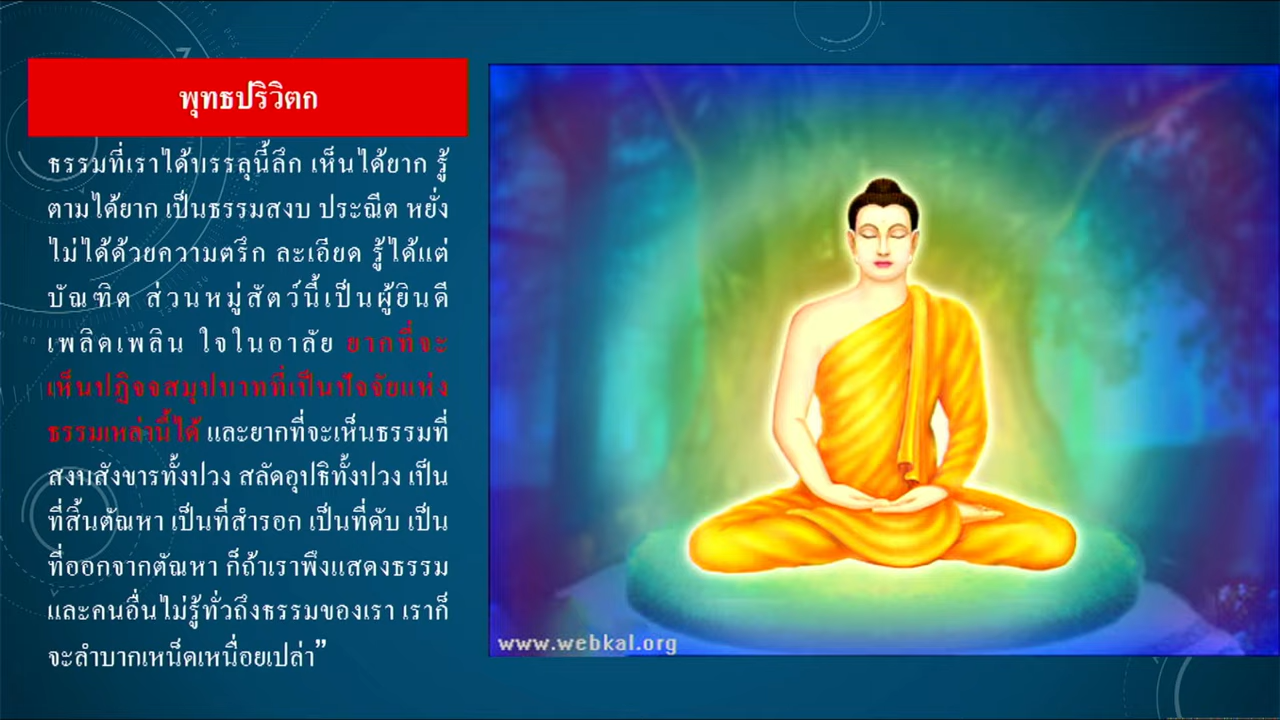 พุทธปริวิตก
ธรรมที่เราได้บรรลุนี้ลึก เห็นได้ยาก รู้
ตามได้ยาก เป็นธรรมสงบ ประณีต หยั่ง
ไม่ได้ด้วยความตรึก ละเอียด รู้ได้แต่
บัณฑิต ส่วนหมู่สัตว์นี้เป็นผู้ยินดี
เพลิดเพลิน ใจในอาลัย ยากที่จะ
เห็นปฏิจจสมุปบาทที่เป็นปัจจัยแห่ง
ธรรมเหล่านี้ได้ และยากที่จะเห็นธรรมที่
สงบสังขารทั้งปวง สลัดอุปธิทั้งปวง เป็น
ที่สิ้นตัณหา เป็นที่สำรอก เป็นที่ดับ เป็น
ที่ออกจากตัณหา ก็ถ้าเราพึงแสดงธรรม
และคนอื่นไม่รู้ทั่วถึงธรรมของเรา เราก็
จะลำบากเหน็ดเหนื่อยเปล่า”
www.webkal.org